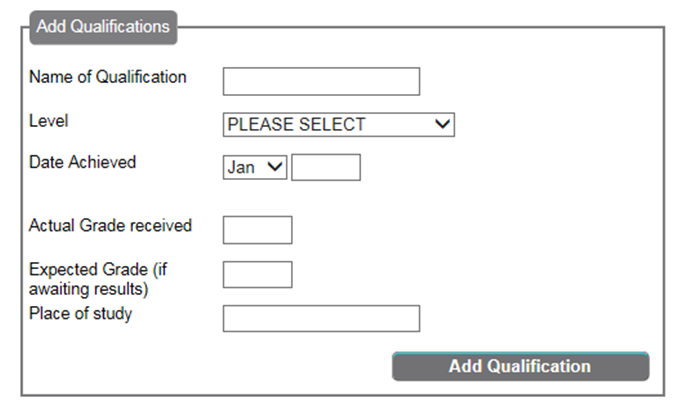 Add Qualifications
Name of Qualification
Level
PLEASE SELECT
Date Achieved
Jan
Actual Grade received
Expected Grade (if
awaiting results)
Place of study
Add Qualification